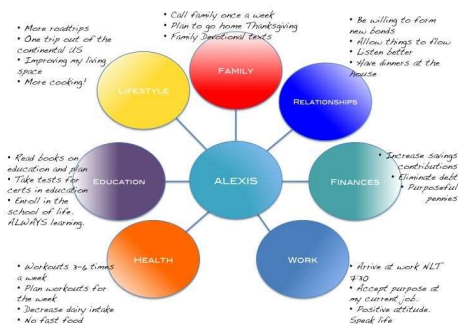 • More roadtrips
• One trip out of the
continental US
• Improving my living
space
• More cooking!
• Call family once a week
• Plan to go home Thanksgiving
• Family Devotional texts
• Be willing to form
new bonds
• Allow things to flow
• Listen better
• Have dinners at the
house
LIFESTYLE
FAMILY
RELATIONSHIPS
• Read books on
education and plan
• Take tests for
certs in education
• Enroll in the
school of life.
ALWAYS learning.
EDUCATION
ALEXIS
FINANCES
• Increase savings
contributions
• Eliminate debt
• Purposeful
pennies
HEALTH
WORK
• Workouts 3-6 times
a week
• Plan workouts for
the week
• Decrease dairy intake
• No fast food
• Arrive at work NLT
730
• Accept purpose at
my current job.
• Positive attitude.
Speak life